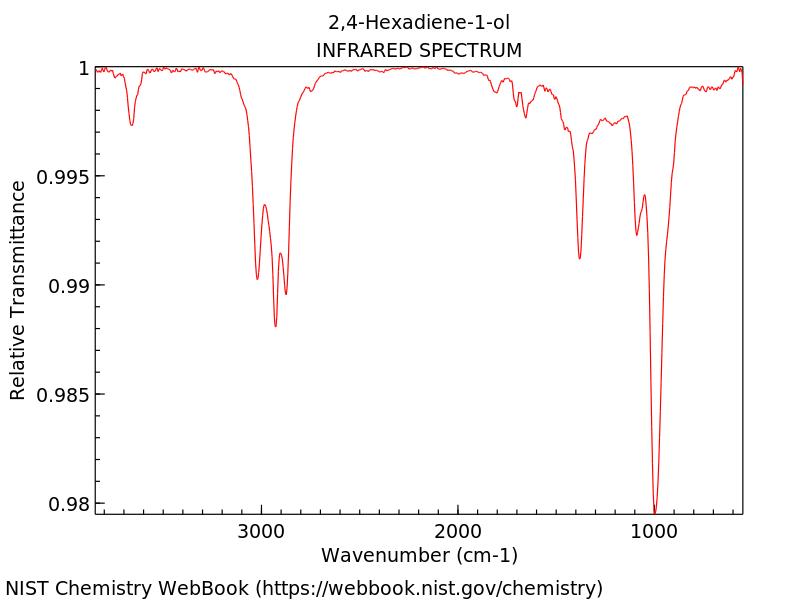 2,4-Hexadiene-1-ol
INFRARED SPECTRUM
1
0.995
0.99
0.985
0.98
Relative Transmittance
3000 2000 1000
Wavenumber (cm-1)
NIST Chemistry WebBook (https://webbook.nist.gov/chemistry)